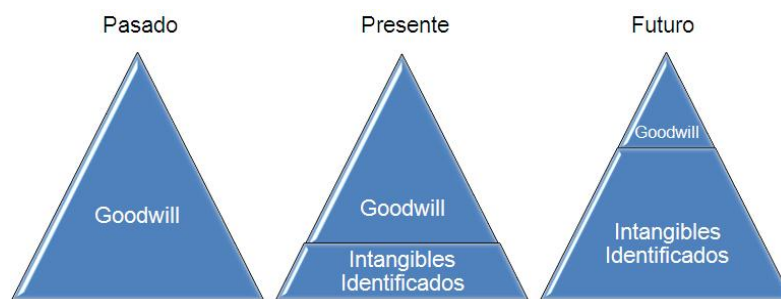 Pasado
Presente
Futuro
Goodwill
Goodwill
Intangibles
Identificados
Goodwill
Intangibles
Identificados